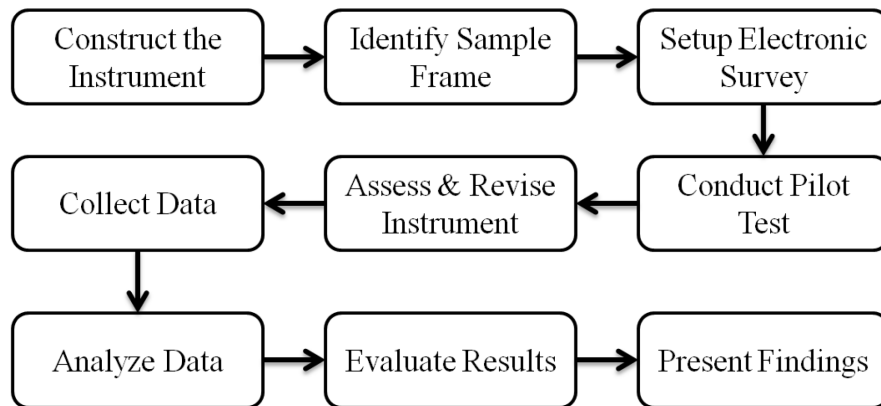 Construct the
Instrument
Identify Sample
Frame
Setup Electronic
Survey
Conduct Pilot
Test
Assess & Revise
Instrument
Collect Data
Analyze Data
Evaluate Results
Present Findings